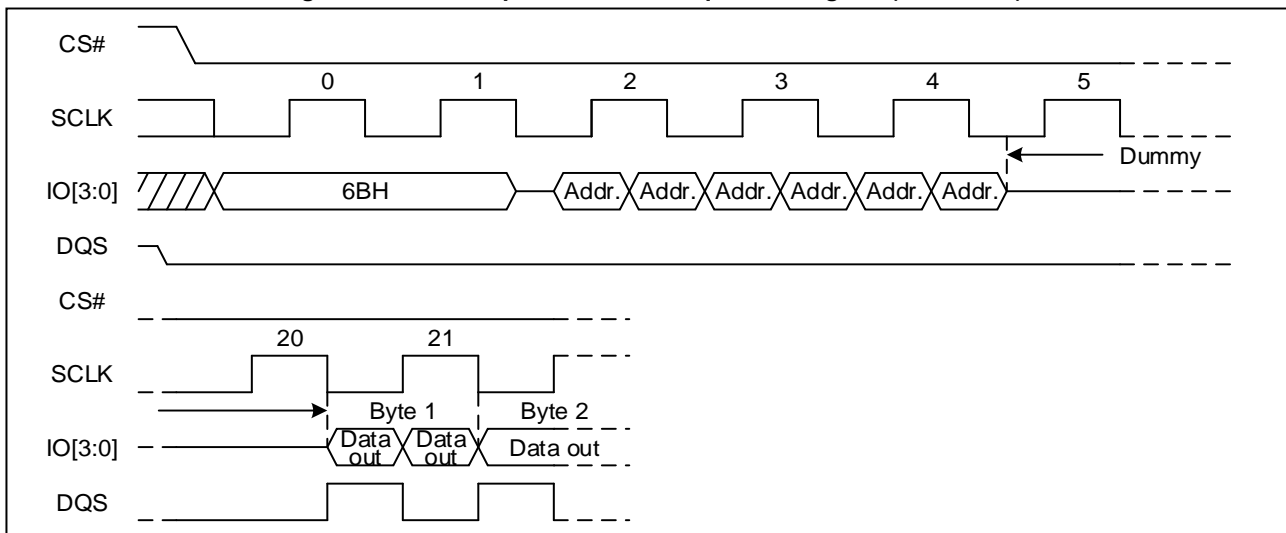 CS#
0 1 2 3 4 5
SCLK
Dummy
IO[3:0] 6BH Addr. Addr. Addr. Addr. Addr. Addr.
DQS
CS#
20 21
SCLK
Byte 1 Byte 2
IO[3:0] Data out Data out Data out
DQS